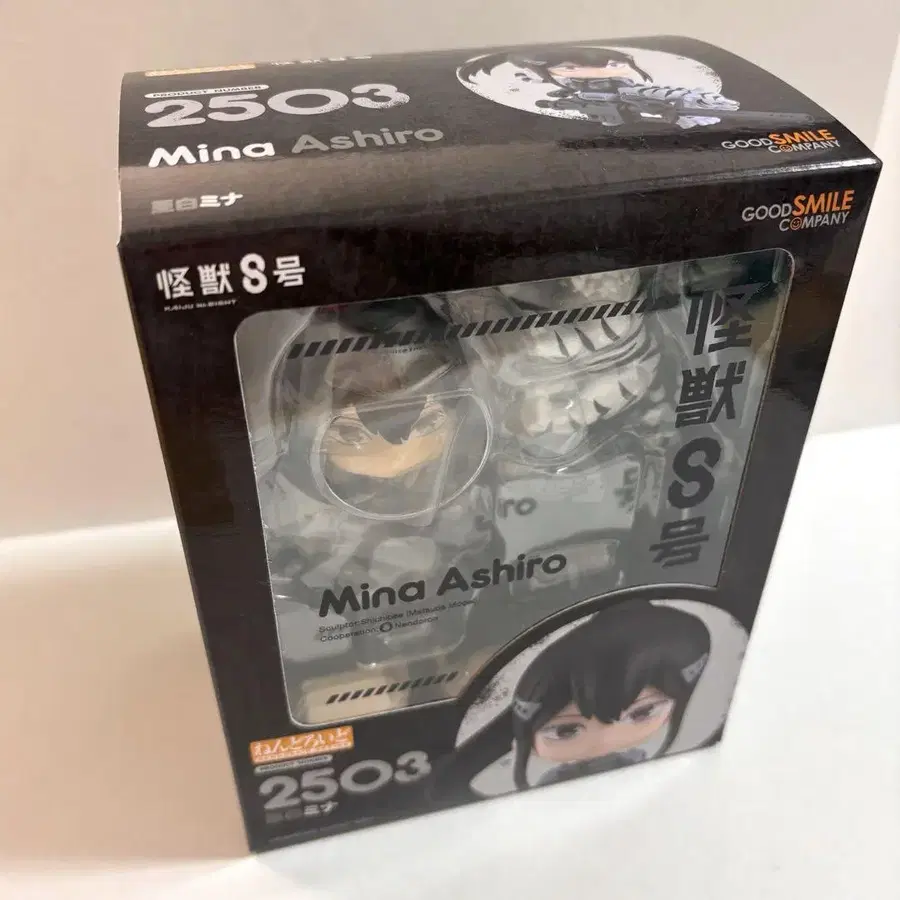 PRODUCT NUMBER
2503
Mina Ashiro
亜白ミナ
GOOD SMILE
COMPANY
GOOD SMILE
COMPANY
怪獣8号
KAIJU No.EIGHT
怪獣8号
Mina Ashiro
Cooperation: Nendoron
ねんどろいど
2503
亜白ミナ